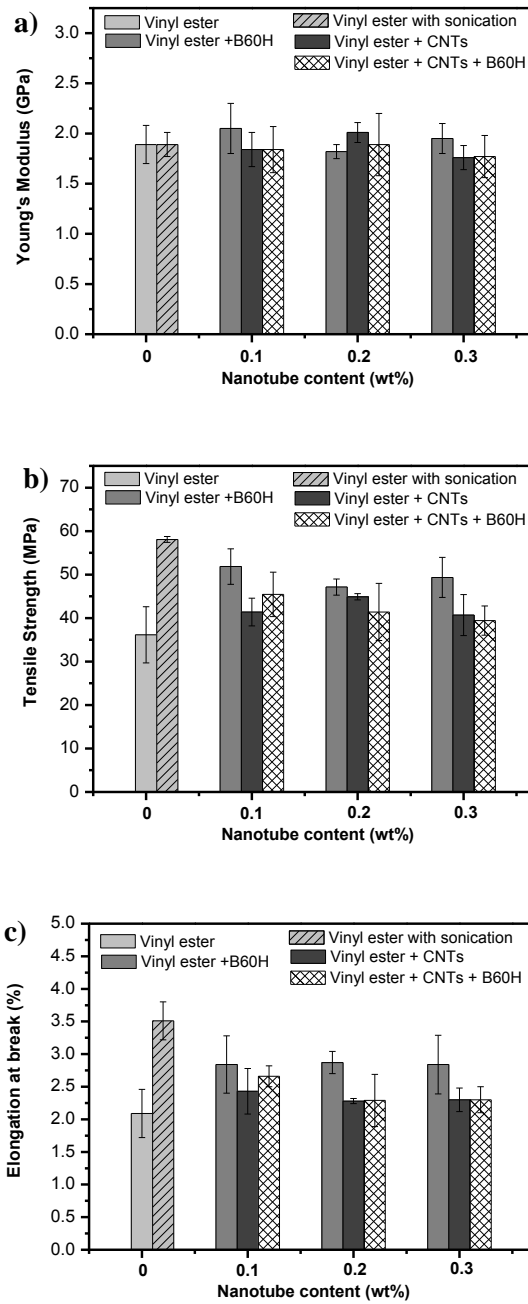 a)
Vinyl ester
Vinyl ester with sonication
Vinyl ester +B60H
Vinyl ester + CNTs
Vinyl ester + CNTs + B60H
Young's Modulus (GPa)
3.0
2.5
2.0
1.5
1.0
0.5
0.0
0 0.1 0.2 0.3
Nanotube content (wt%)
b)
Vinyl ester
Vinyl ester with sonication
Vinyl ester +B60H
Vinyl ester + CNTs
Vinyl ester + CNTs + B60H
Tensile Strength (MPa)
70
60
50
40
30
20
10
0
0 0.1 0.2 0.3
Nanotube content (wt%)
c)
Vinyl ester
Vinyl ester with sonication
Vinyl ester +B60H
Vinyl ester + CNTs
Vinyl ester + CNTs + B60H
Elongation at break (%)
5.0
4.5
4.0
3.5
3.0
2.5
2.0
1.5
1.0
0.5
0.0
0 0.1 0.2 0.3
Nanotube content (wt%)